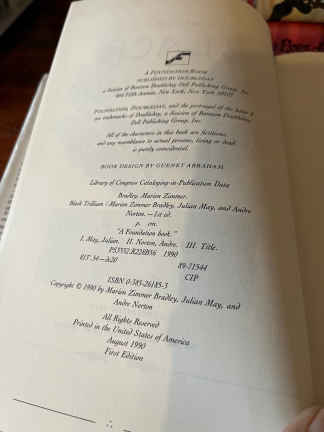 A FOUNDATION BOOK
PUBLISHED BY DOUBLEDAY
a division of Bantam Doubleday Dell Publishing Group, Inc.
666 Fifth Avenue, New York, New York 10103
FOUNDATION, DOUBLEDAY, and the portrayal of the letter F
are trademarks of Doubleday, a division of Bantam Doubleday
Dell Publishing Group, Inc.
All of the characters in this book are fictitious,
and any resemblance to actual persons, living or dead,
is purely coincidental.
BOOK DESIGN BY GUENET ABRAHAM
Library of Congress Cataloging-in-Publication Data
Bradley, Marion Zimmer.
Black Trillium / Marion Zimmer Bradley, Julian May, and Andre
Norton. — 1st ed.
p. cm.
"A Foundation book."
I. May, Julian. II. Norton, Andre. III. Title.
PS3552.R228B56 1990
813'.54—dc20
89-71544
CIP
ISBN 0-385-26185-3
Copyright © 1990 by Marion Zimmer Bradley, Julian May, and
Andre Norton
All Rights Reserved
Printed in the United States of America
August 1990
First Edition